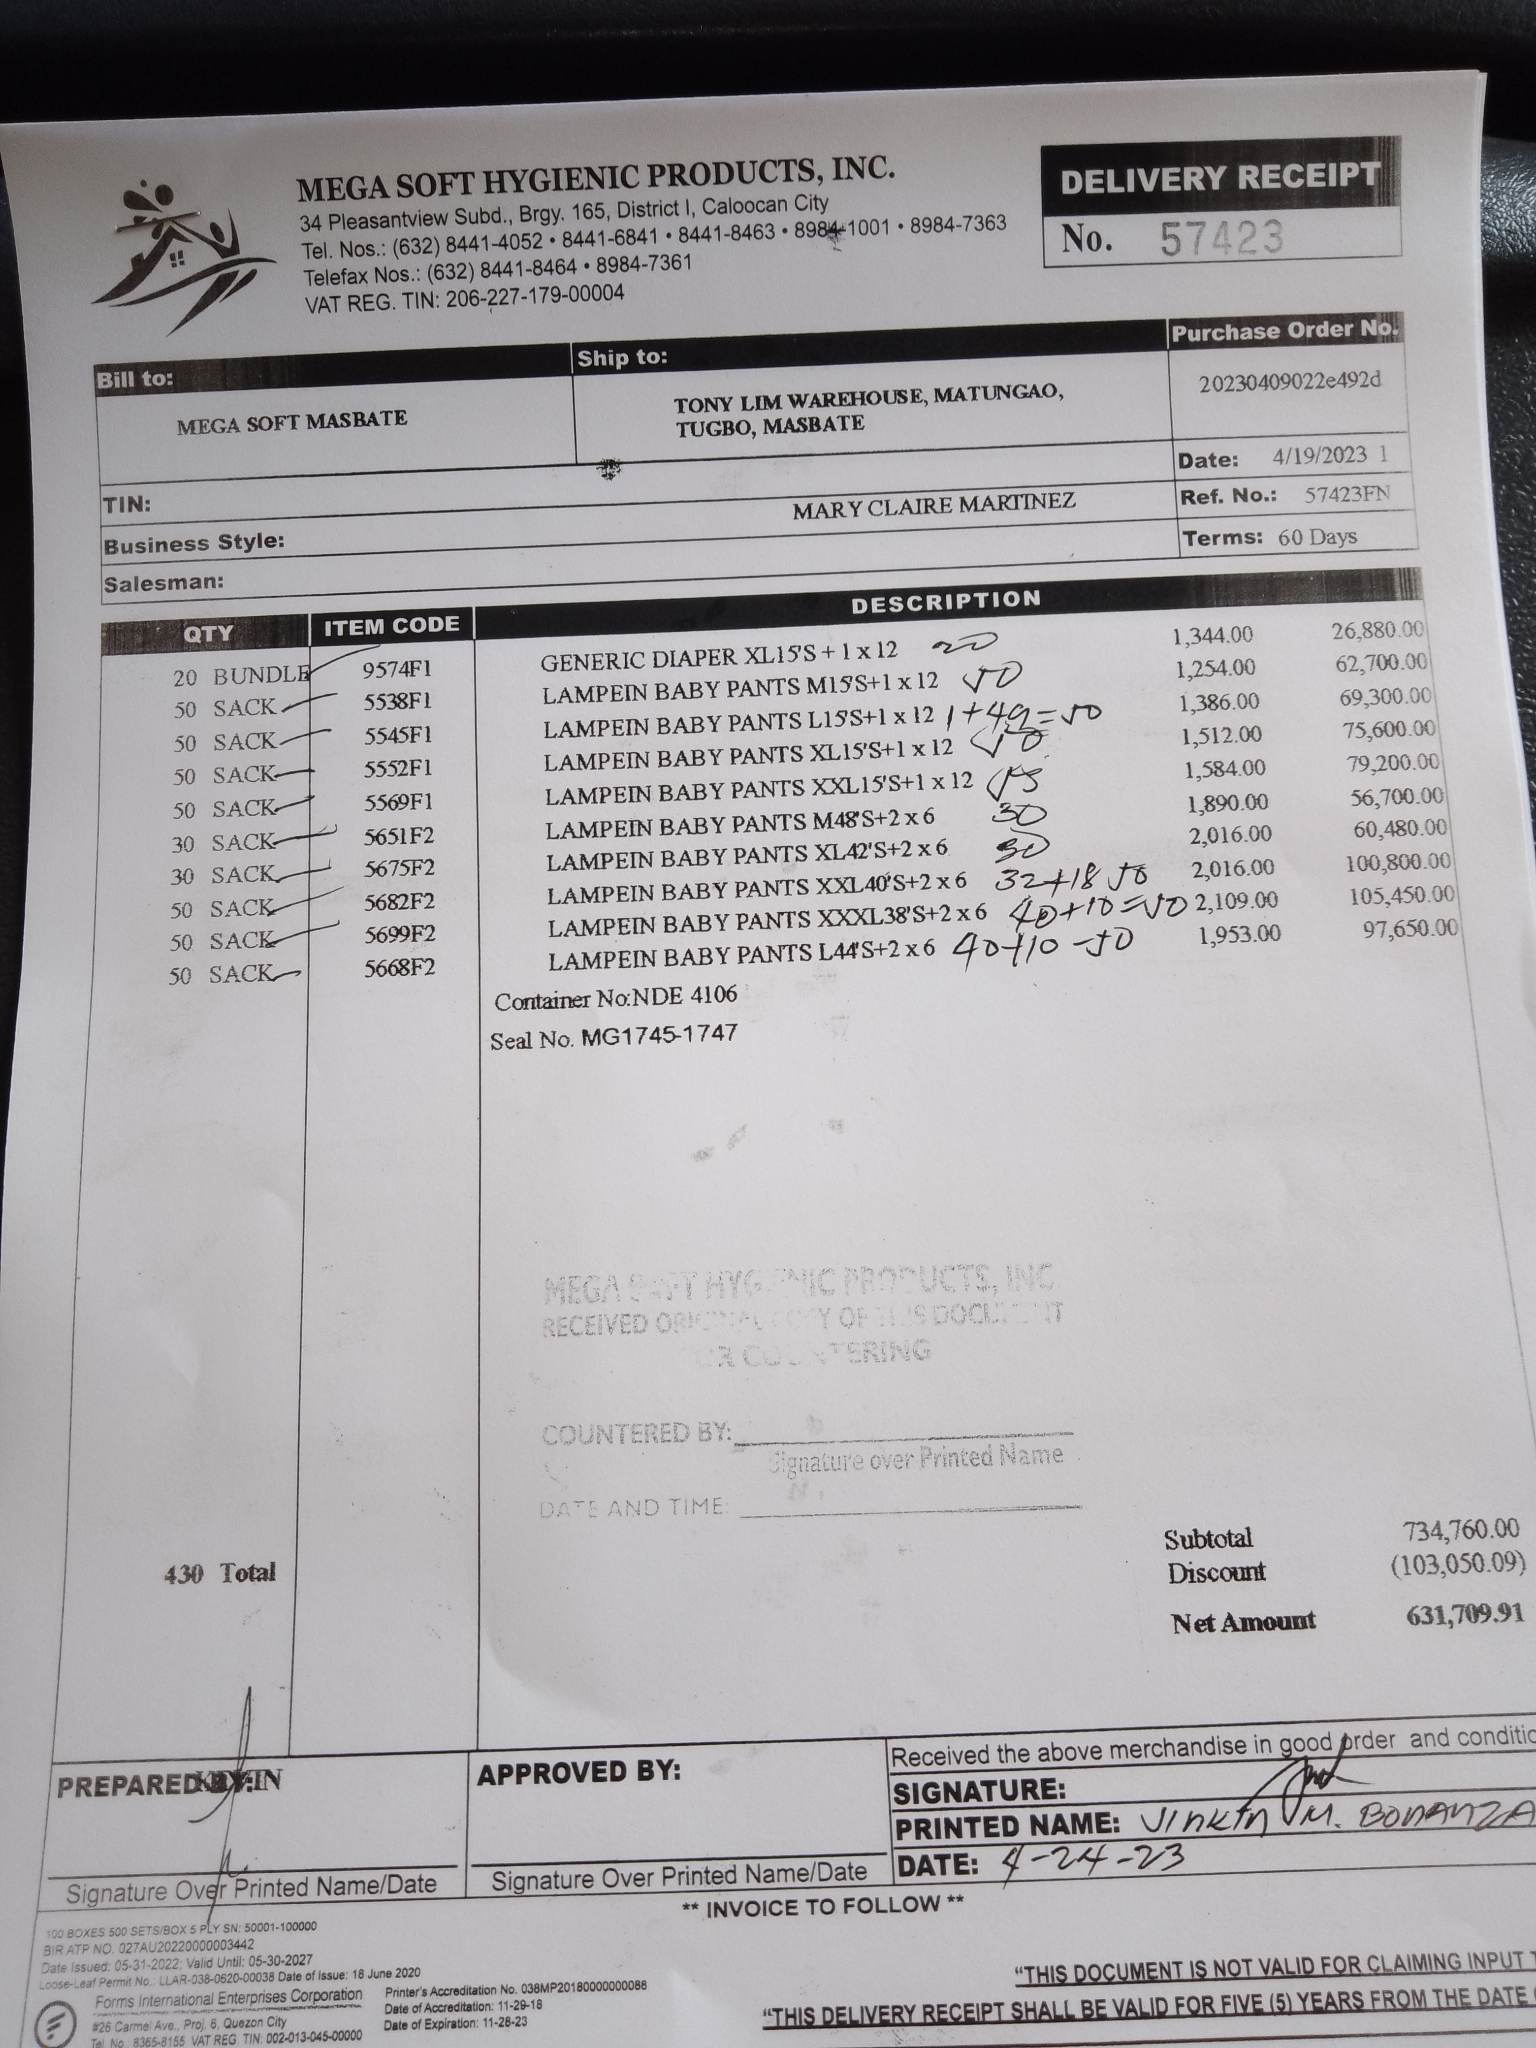 MEGA SOFT HYGIENIC PRODUCTS, INC.
34 Pleasantview Subd., Brgy. 165, District I, Caloocan City
Tel. Nos.: (632) 8441-4052 • 8441-6841 • 8441-8463 • 8984-1001 • 8984-7363
Telefax Nos.: (632) 8441-8464 • 8984-7361
VAT REG. TIN: 206-227-179-00004
DELIVERY RECEIPT
No. 57423
Bill to:
MEGA SOFT MASBATE
Ship to:
TONY LIM WAREHOUSE, MATUNGAO,
TUGBO, MASBATE
Purchase Order No.
20230409022e492d
Date: 4/19/2023 1
TIN:
MARY CLAIRE MARTINEZ
Ref. No.: 57423FN
Business Style:
Terms: 60 Days
Salesman:
QTY ITEM CODE DESCRIPTION
20 BUNDLE 9574F1 GENERIC DIAPER XL15'S + 1 x 12 20 1,344.00 26,880.00
50 SACK 5538F1 LAMPEIN BABY PANTS M15'S+1 x 12 50 1,254.00 62,700.00
50 SACK 5545F1 LAMPEIN BABY PANTS L15'S+1 x 12 1+49=50 1,386.00 69,300.00
50 SACK 5552F1 LAMPEIN BABY PANTS XL15'S+1 x 12 50 1,512.00 75,600.00
50 SACK 5569F1 LAMPEIN BABY PANTS XXL15'S+1 x 12 1,584.00 79,200.00
30 SACK 5651F2 LAMPEIN BABY PANTS M48'S+2 x 6 30 1,890.00 56,700.00
30 SACK 5675F2 LAMPEIN BABY PANTS XL42'S+2 x 6 30 2,016.00 60,480.00
50 SACK 5682F2 LAMPEIN BABY PANTS XXL40'S+2 x 6 32+18 50 2,016.00 100,800.00
50 SACK 5699F2 LAMPEIN BABY PANTS XXXL38'S+2 x 6 40+10=50 2,109.00 105,450.00
50 SACK 5668F2 LAMPEIN BABY PANTS L44'S+2 x 6 40+10-50 1,953.00 97,650.00
Container No:NDE 4106
Seal No. MG1745-1747
MEGA SOFT HYGIENIC PRODUCTS, INC.
RECEIVED ORIGINAL COPY OF THIS DOCUMENT
FOR COUNTERING
COUNTERED BY:
Signature over Printed Name
DATE AND TIME:
Subtotal 734,760.00
430 Total
Discount (103,050.09)
Net Amount 631,709.91
PREPARED BY: KEVIN
Signature Over Printed Name/Date
APPROVED BY:
Signature Over Printed Name/Date
Received the above merchandise in good order and conditio
SIGNATURE:
PRINTED NAME: JINKIN M. BONANZA
DATE: 4-24-23
** INVOICE TO FOLLOW **
100 BOXES 500 SETS/BOX 5 PLY SN: 50001-100000
BIR ATP NO. 027AU20220000003442
Date Issued: 05-31-2022; Valid Until: 05-30-2027
Loose-Leaf Permit No.: LLAR-038-0620-00038 Date of Issue: 18 June 2020
Forms International Enterprises Corporation
#26 Carmel Ave., Proj. 6, Quezon City
Tel. No.: 8365-8155 VAT REG. TIN: 002-013-045-00000
Printer's Accreditation No. 038MP20180000000088
Date of Accreditation: 11-29-18
Date of Expiration: 11-28-23
"THIS DOCUMENT IS NOT VALID FOR CLAIMING INPUT T
"THIS DELIVERY RECEIPT SHALL BE VALID FOR FIVE (5) YEARS FROM THE DATE